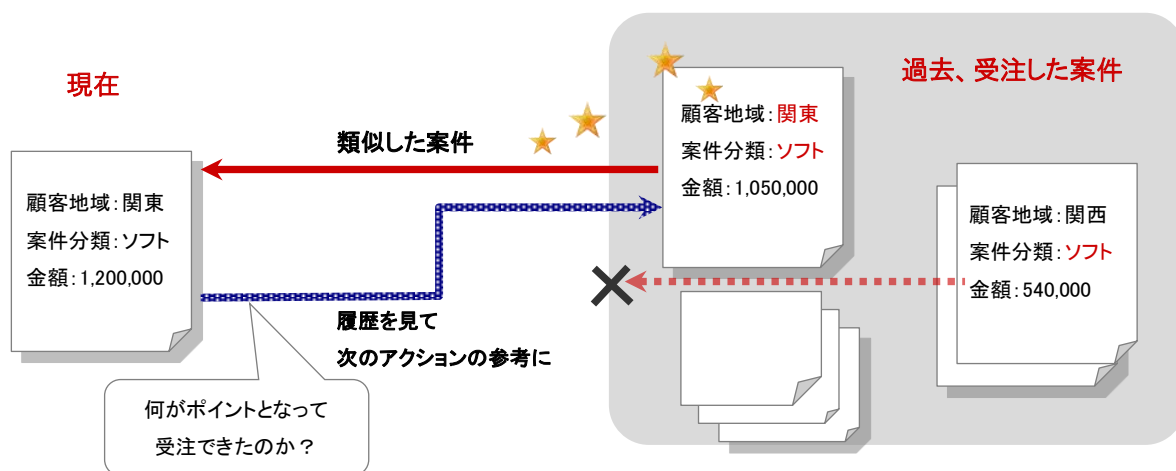 現在
過去、受注した案件
類似した案件
顧客地域：関東
案件分類：ソフト
金額：1,050,000
顧客地域：関東
案件分類：ソフト
金額：1,200,000
顧客地域：関西
案件分類：ソフト
金額：540,000
履歴を見て
次のアクションの参考に
何がポイントとなって
受注できたのか？